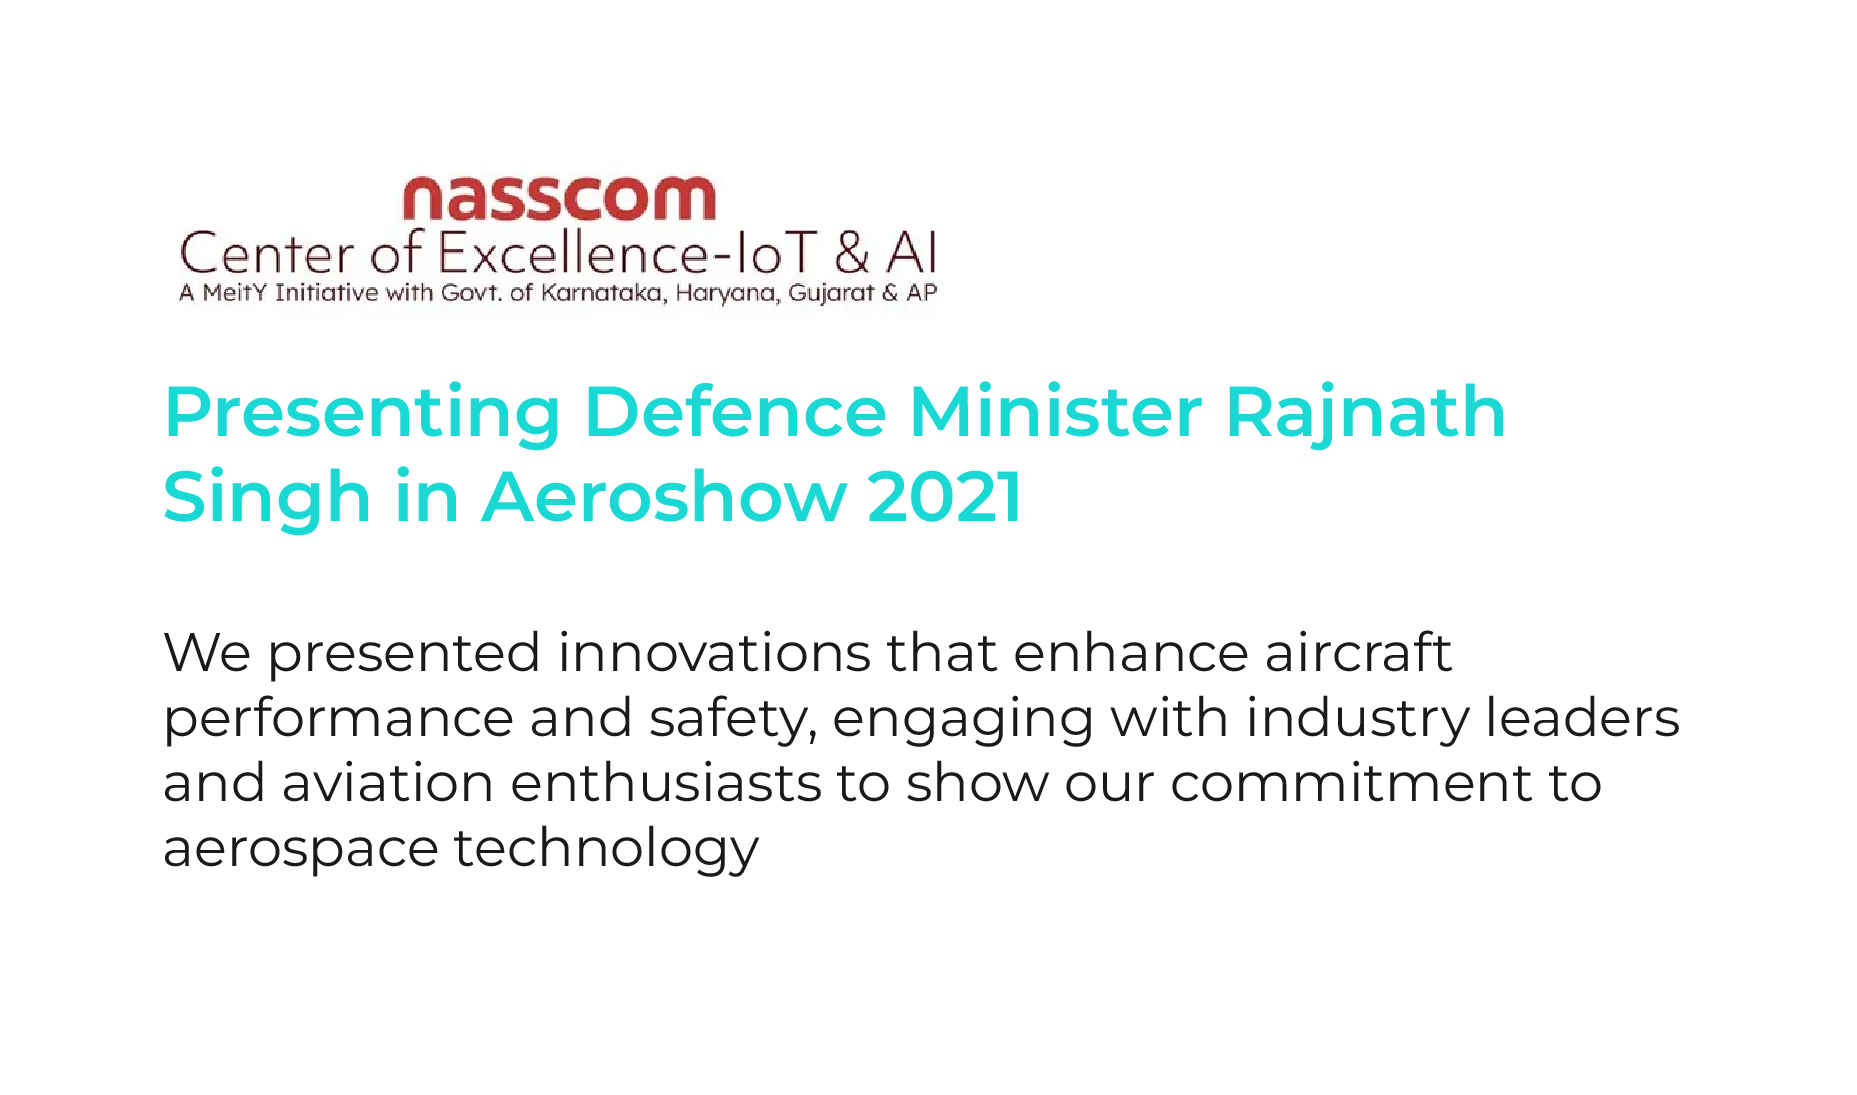 nasscom
Center of Excellence-IoT & AI
A MeitY Initiative with Govt. of Karnataka, Haryana, Gujarat & AP
Presenting Defence Minister Rajnath
Singh in Aeroshow 2021
We presented innovations that enhance aircraft
performance and safety, engaging with industry leaders
and aviation enthusiasts to show our commitment to
aerospace technology